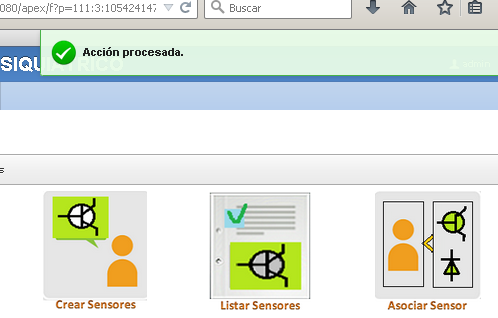 080/apex/f?p=111:3:105424147
Buscar
Acción procesada.
Crear Sensores
Listar Sensores
Asociar Sensor